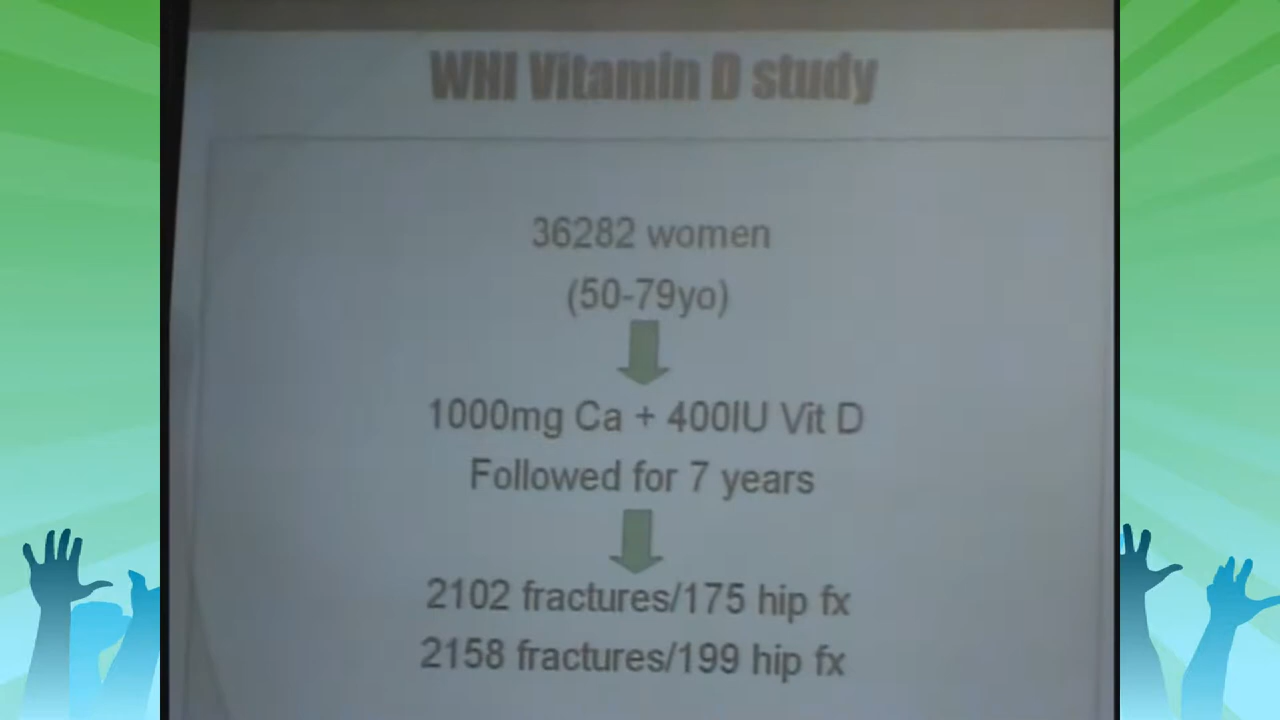 WHI Vitamin D study
36282 women
(50-79yo)
1000mg Ca + 400IU Vit D
Followed for 7 years
2102 fractures/175 hip fx
2158 fractures/199 hip fx